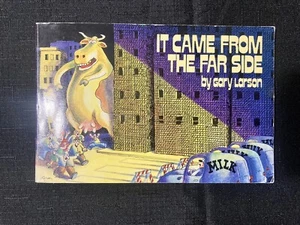 IT CAME FROM
THE FAR SIDE
by Gary Larson
MILK